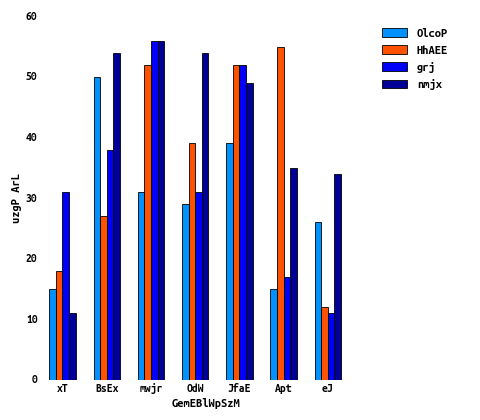 60
50
40
30
20
10
0
uzgP ArL
xT BsEx mwjr OdW JfaE Apt eJ
GemEBlWpSzM
OlcoP
HhAEE
grj
nmjx